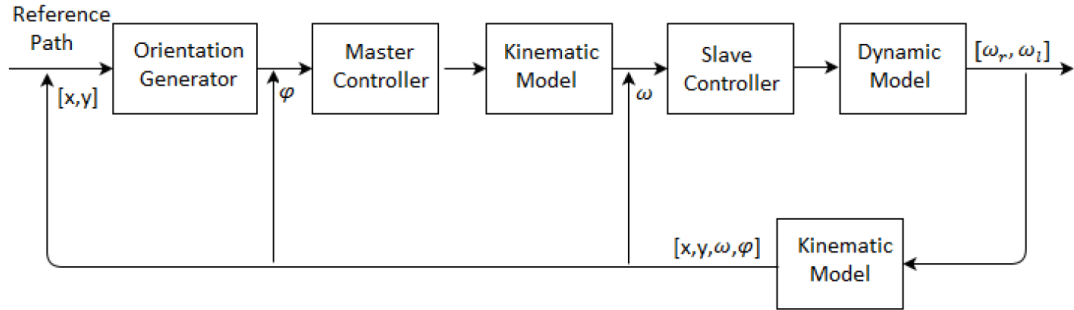 Reference
Path
[x,y]
Orientation
Generator
φ
Master
Controller
Kinematic
Model
ω
Slave
Controller
Dynamic
Model
[ω_r, ω_l]
[x,y,ω,φ]
Kinematic
Model